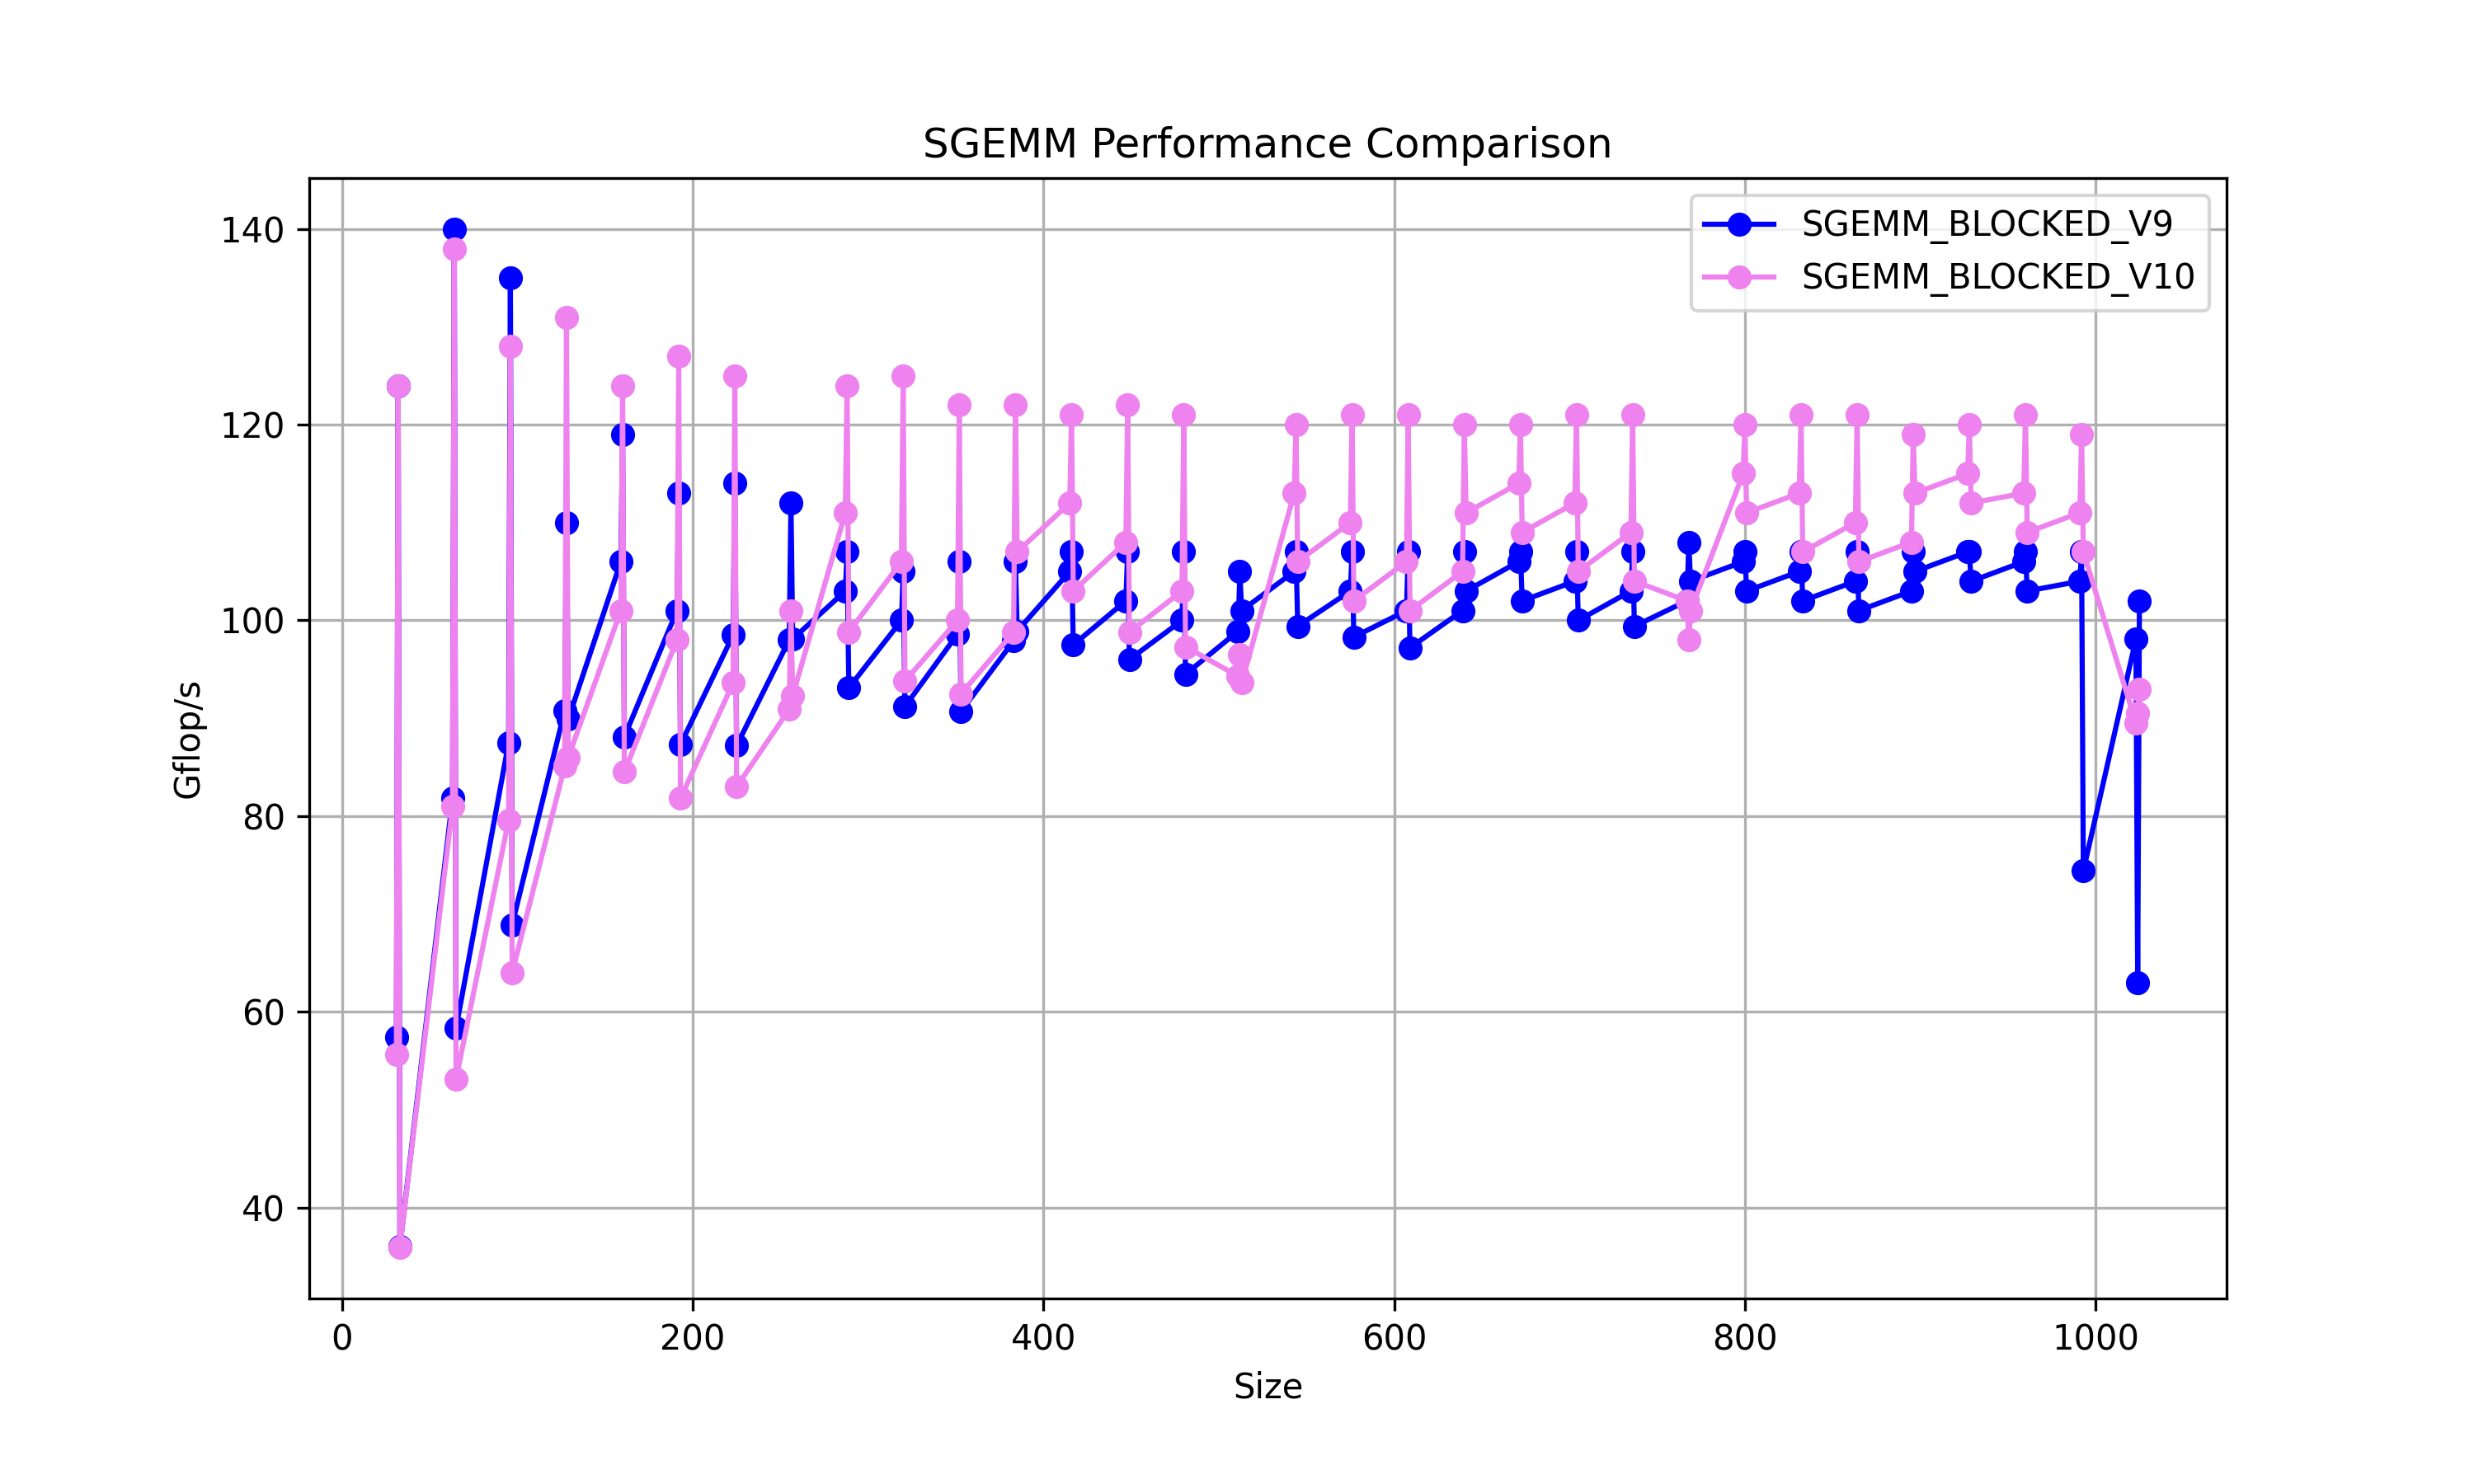 SGEMM Performance Comparison
SGEMM_BLOCKED_V9
SGEMM_BLOCKED_V10
Gflop/s
140
120
100
80
60
40
0 200 400 600 800 1000
Size